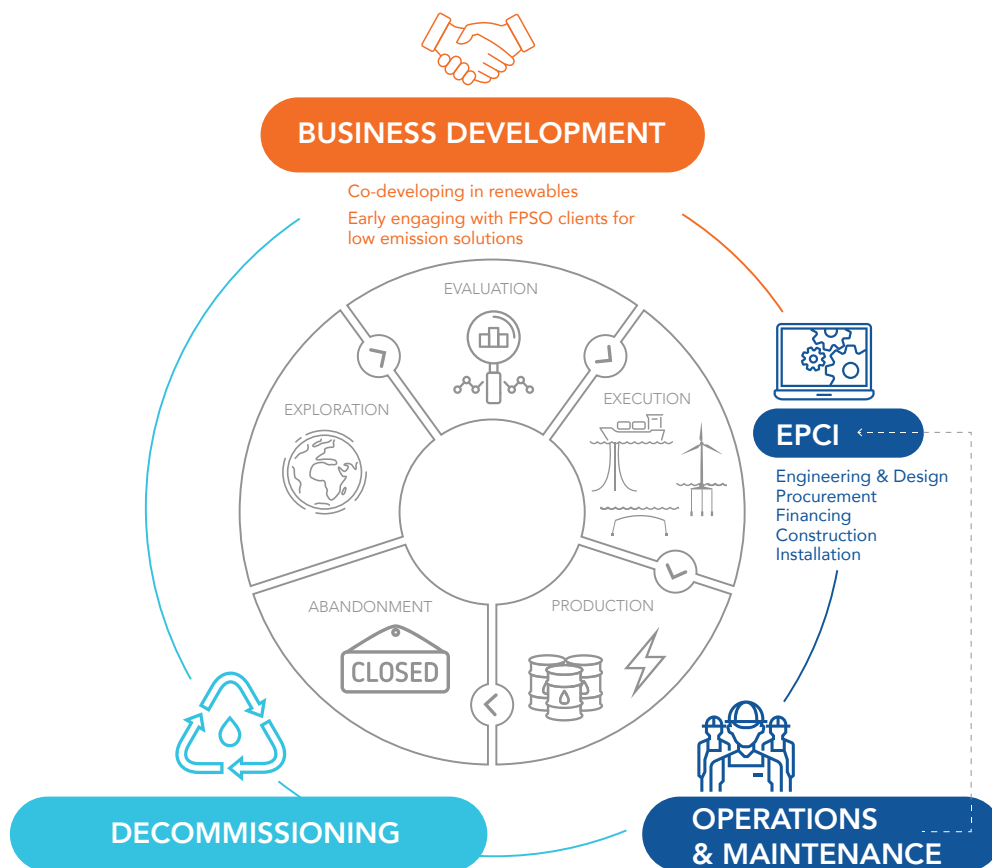 BUSINESS DEVELOPMENT
Co-developing in renewables
Early engaging with FPSO clients for
low emission solutions
EVALUATION
EXPLORATION
EXECUTION
EPCI
Engineering & Design
Procurement
Financing
Construction
Installation
ABANDONMENT
CLOSED
PRODUCTION
DECOMMISSIONING
OPERATIONS
& MAINTENANCE